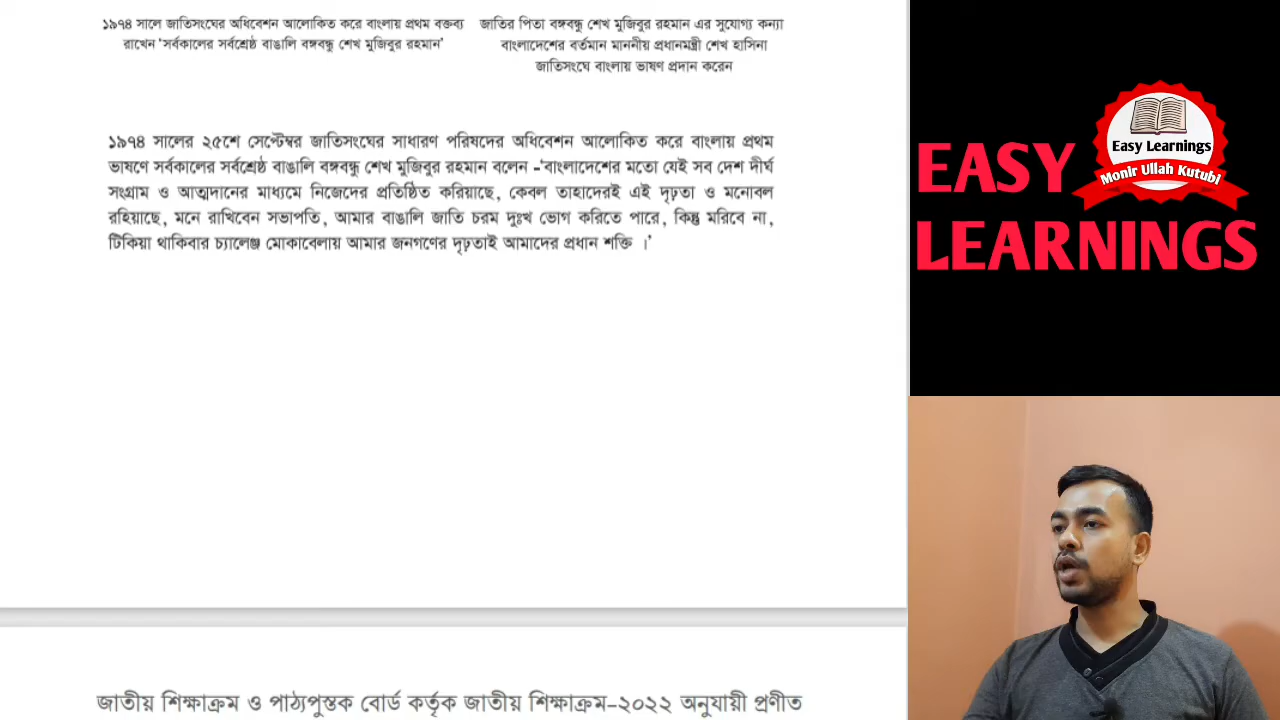 ১৯৭৪ সালে জাতিসংঘের অধিবেশন আলোকিত করে বাংলায় প্রথম বক্তব্য
রাখেন ‘সর্বকালের সর্বশ্রেষ্ঠ বাঙালি বঙ্গবন্ধু শেখ মুজিবুর রহমান’
জাতির পিতা বঙ্গবন্ধু শেখ মুজিবুর রহমান এর সুযোগ্য কন্যা
বাংলাদেশের বর্তমান মাননীয় প্রধানমন্ত্রী শেখ হাসিনা
জাতিসংঘে বাংলায় ভাষণ প্রদান করেন
১৯৭৪ সালের ২৫শে সেপ্টেম্বর জাতিসংঘের সাধারণ পরিষদের অধিবেশন আলোকিত করে বাংলায় প্রথম
ভাষণে সর্বকালের সর্বশ্রেষ্ঠ বাঙালি বঙ্গবন্ধু শেখ মুজিবুর রহমান বলেন -‘বাংলাদেশের মতো যেই সব দেশ দীর্ঘ
সংগ্রাম ও আত্মদানের মাধ্যমে নিজেদের প্রতিষ্ঠিত করিয়াছে, কেবল তাহাদেরই এই দৃঢ়তা ও মনোবল
রহিয়াছে, মনে রাখিবেন সভাপতি, আমার বাঙালি জাতি চরম দুঃখ ভোগ করিতে পারে, কিন্তু মরিবে না,
টিকিয়া থাকিবার চ্যালেঞ্জ মোকাবেলায় আমার জনগণের দৃঢ়তাই আমাদের প্রধান শক্তি ।’
জাতীয় শিক্ষাক্রম ও পাঠ্যপুস্তক বোর্ড কর্তৃক জাতীয় শিক্ষাক্রম-২০২২ অনুযায়ী প্রণীত
EASY
LEARNINGS
Easy Learnings
Monir Ullah Kutubi